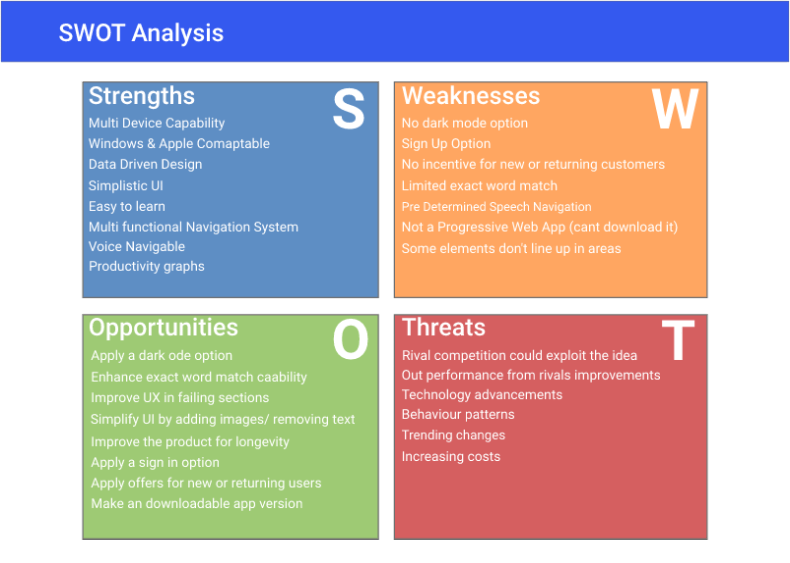 SWOT Analysis
Strengths
S
Multi Device Capability
Windows & Apple Comaptable
Data Driven Design
Simplistic UI
Easy to learn
Multi functional Navigation System
Voice Navigable
Productivity graphs
Weaknesses
W
No dark mode option
Sign Up Option
No incentive for new or returning customers
Limited exact word match
Pre Determined Speech Navigation
Not a Progressive Web App (cant download it)
Some elements don't line up in areas
Opportunities
O
Apply a dark ode option
Enhance exact word match caability
Improve UX in failing sections
Simplify UI by adding images/ removing text
Improve the product for longevity
Apply a sign in option
Apply offers for new or returning users
Make an downloadable app version
Threats
T
Rival competition could exploit the idea
Out performance from rivals improvements
Technology advancements
Behaviour patterns
Trending changes
Increasing costs